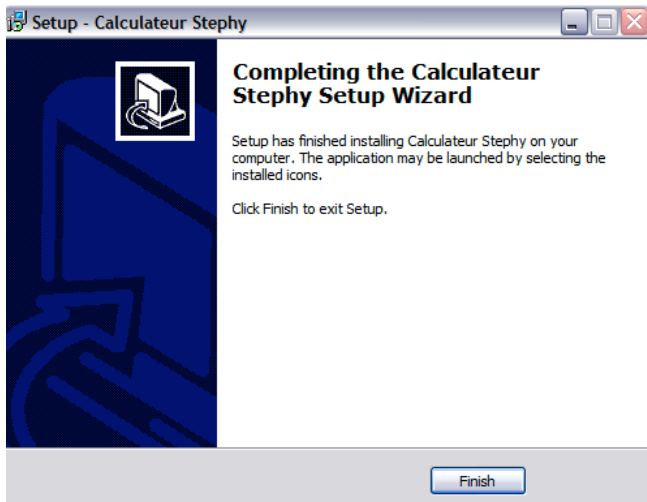 Setup - Calculateur Stephy
Completing the Calculateur
Stephy Setup Wizard
Setup has finished installing Calculateur Stephy on your
computer. The application may be launched by selecting the
installed icons.
Click Finish to exit Setup.
Finish